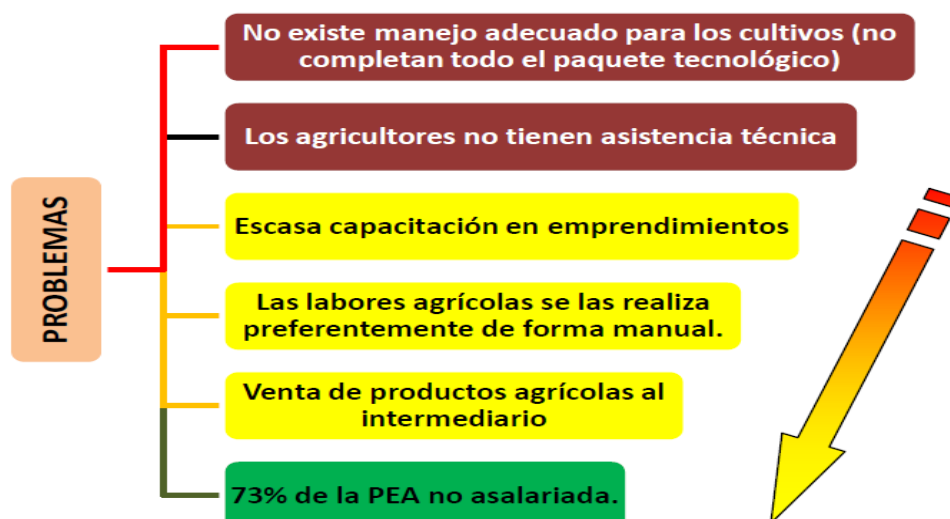 PROBLEMAS
No existe manejo adecuado para los cultivos (no
completan todo el paquete tecnológico)
Los agricultores no tienen asistencia técnica
Escasa capacitación en emprendimientos
Las labores agrícolas se las realiza
preferentemente de forma manual.
Venta de productos agrícolas al
intermediario
73% de la PEA no asalariada.